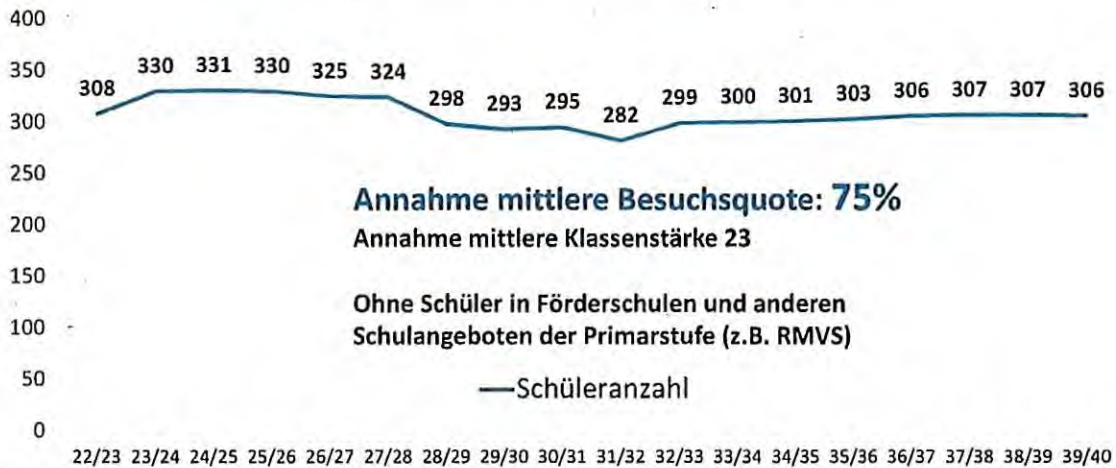 400
350
300
250
200
150
100
50
0
308 330 331 330 325 324 298 293 295 282 299 300 301 303 306 307 307 306
Annahme mittlere Besuchsquote: 75%
Annahme mittlere Klassenstärke 23
Ohne Schüler in Förderschulen und anderen
Schulangeboten der Primarstufe (z.B. RMVS)
Schüleranzahl
22/23 23/24 24/25 25/26 26/27 27/28 28/29 29/30 30/31 31/32 32/33 33/34 34/35 35/36 36/37 37/38 38/39 39/40